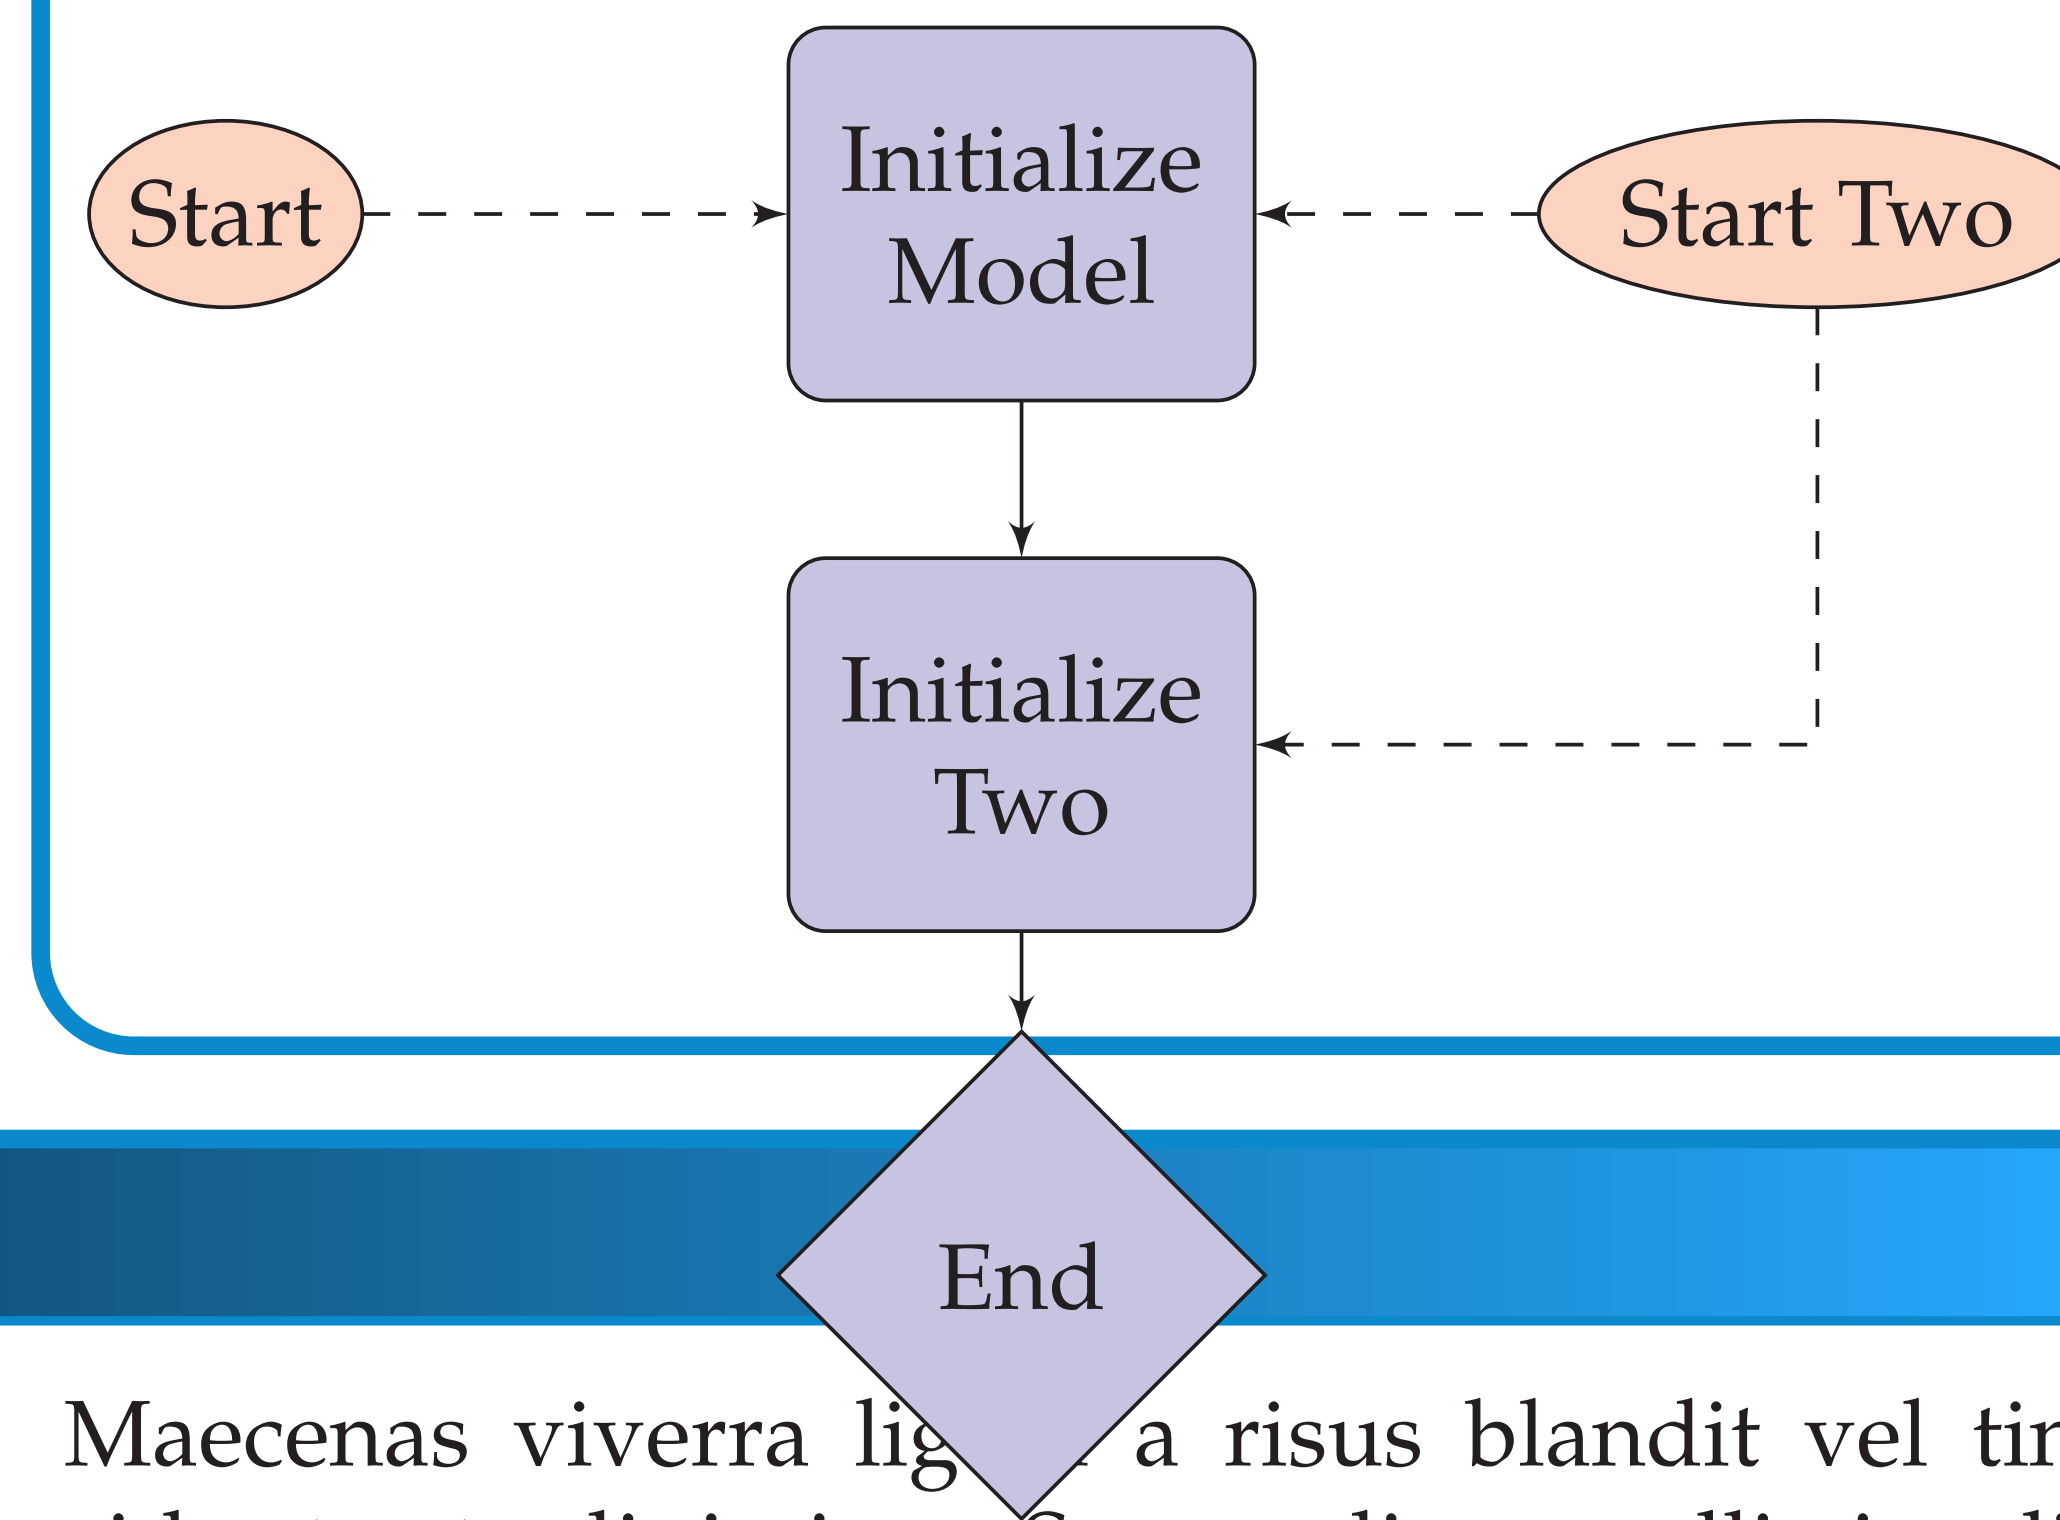 Start
Initialize
Model
Start Two
Initialize
Two
End
Maecenas viverra a risus blandit vel